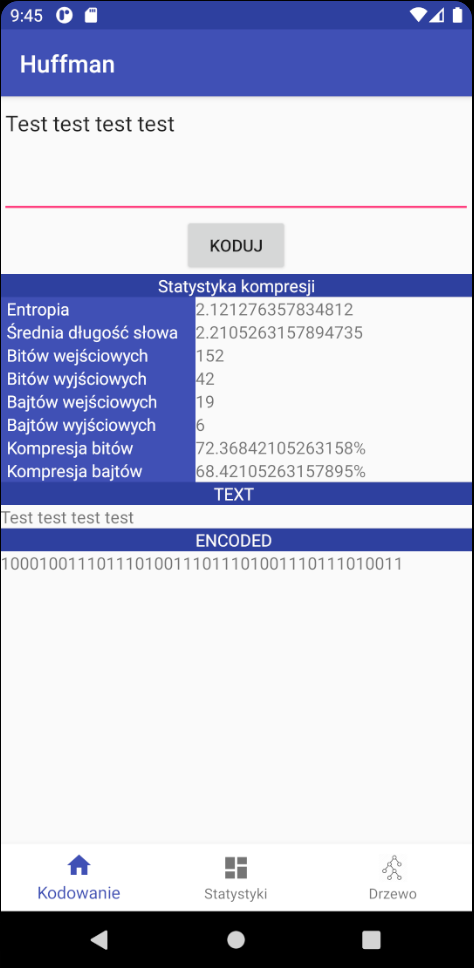 9:45
Huffman
Test test test test
KODUJ
Statystyka kompresji
Entropia 2.121276357834812
Średnia długość słowa 2.2105263157894735
Bitów wejściowych 152
Bitów wyjściowych 42
Bajtów wejściowych 19
Bajtów wyjściowych 6
Kompresja bitów 72.36842105263158%
Kompresja bajtów 68.42105263157895%
TEXT
Test test test test
ENCODED
100010011101110100111011101001110111010011
Kodowanie Statystyki Drzewo